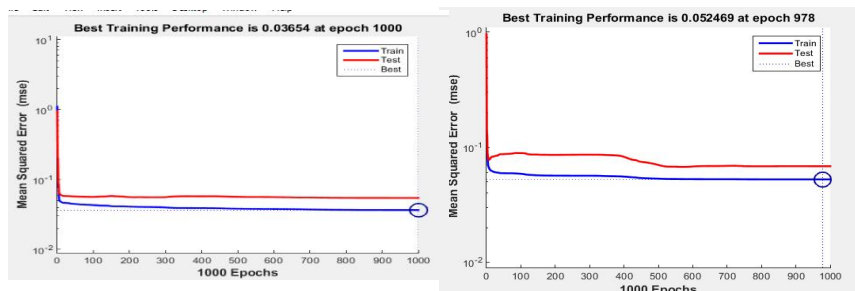 Best Training Performance is 0.03654 at epoch 1000
Mean Squared Error (mse)
10^1
10^0
10^-1
10^-2
Train
Test
Best
0 100 200 300 400 500 600 700 800 900 1000
1000 Epochs
Best Training Performance is 0.052469 at epoch 978
Mean Squared Error (mse)
10^0
10^-1
10^-2
Train
Test
Best
0 100 200 300 400 500 600 700 800 900 1000
1000 Epochs